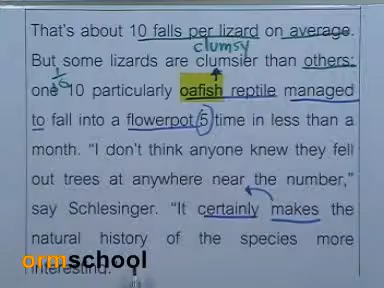 That's about 10 falls per lizard on average.
clumsy
But some lizards are clumsier than others:
one 10 particularly oafish reptile managed
to fall into a flowerpot 5 time in less than a
month. "I don't think anyone knew they fell
out trees at anywhere near the number,"
say Schlesinger. "It certainly makes the
natural history of the species more
interesting.
ormschool